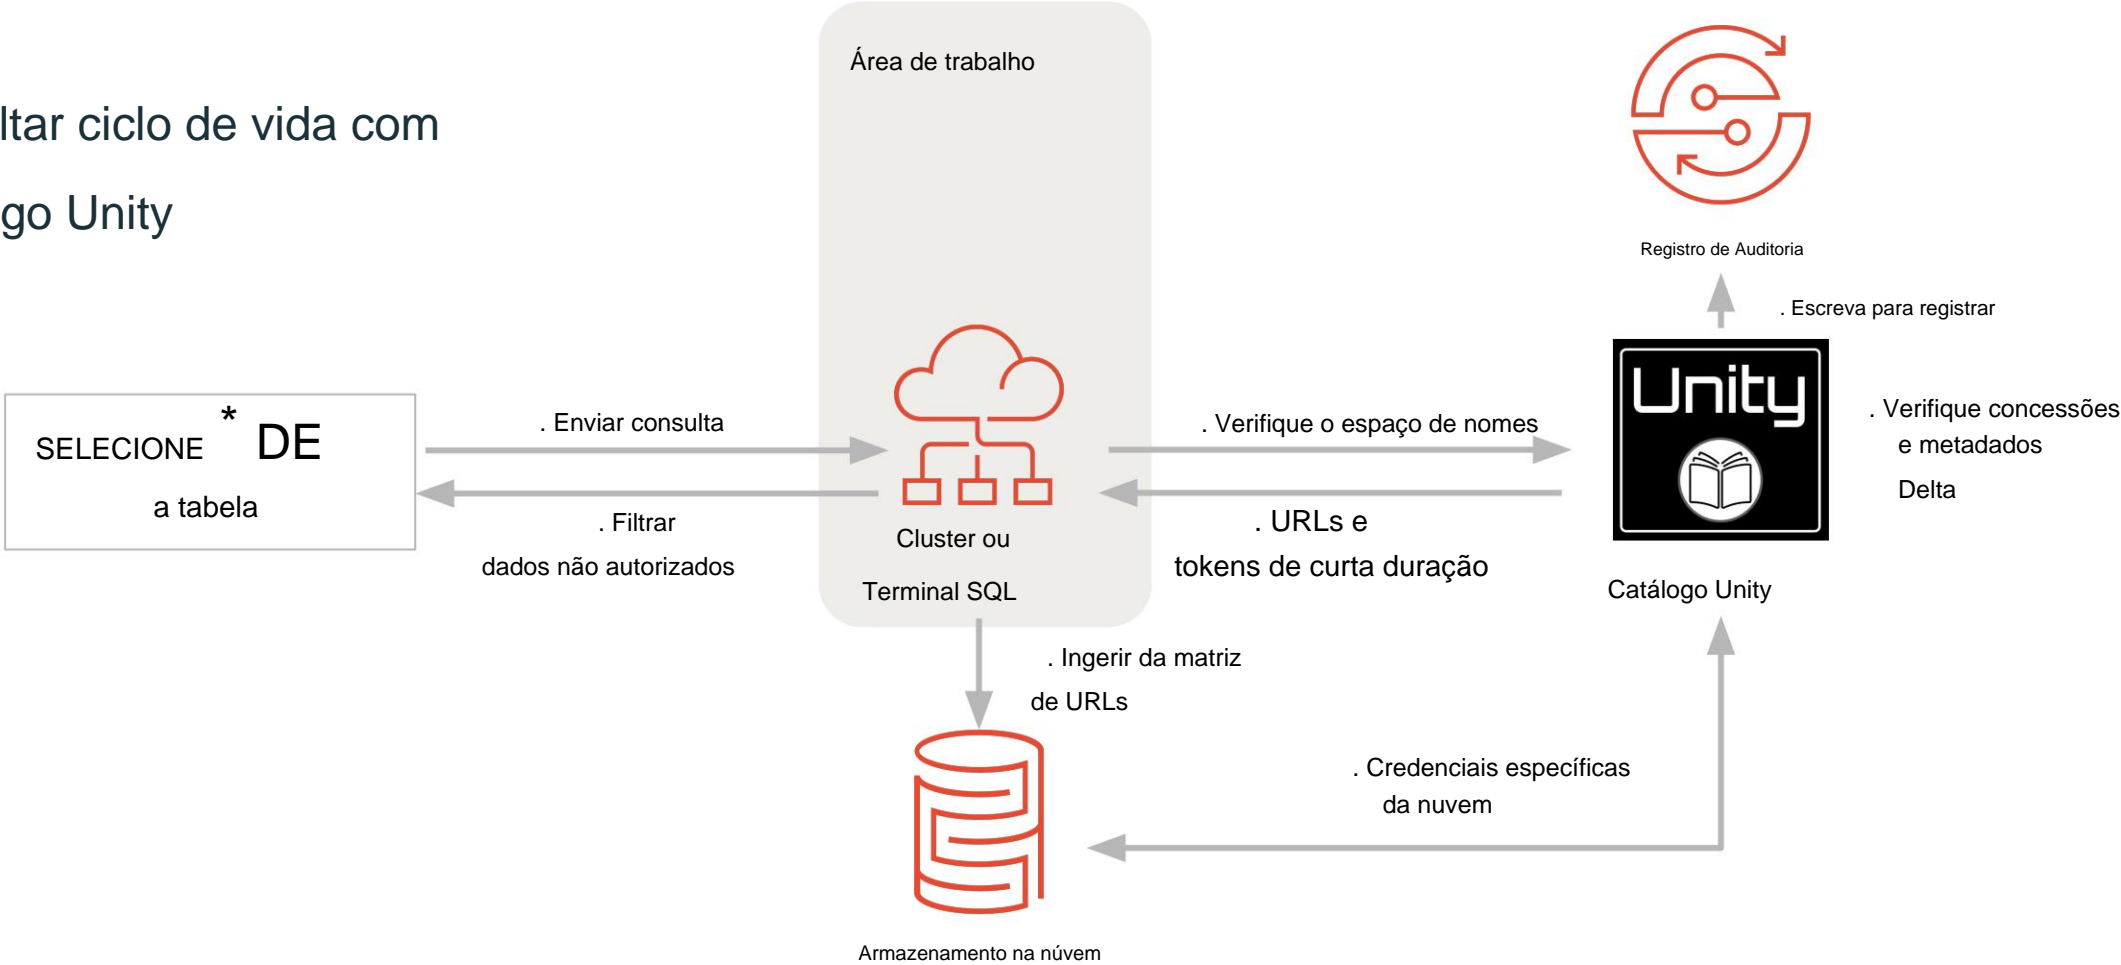 ltar ciclo de vida com
go Unity
Área de trabalho
Registro de Auditoria
. Escreva para registrar
SELECIONE * DE
a tabela
. Enviar consulta
. Filtrar
dados não autorizados
Cluster ou
Terminal SQL
. Verifique o espaço de nomes
. URLs e
tokens de curta duração
Unity
Catálogo Unity
. Verifique concessões
e metadados
Delta
. Ingerir da matriz
de URLs
. Credenciais específicas
da nuvem
Armazenamento na núvem